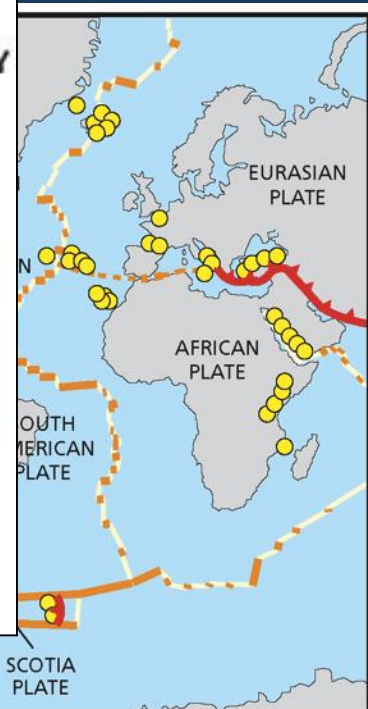 Y
EURASIAN
PLATE
N
AFRICAN
PLATE
OUTH
MERICAN
PLATE
SCOTIA
PLATE